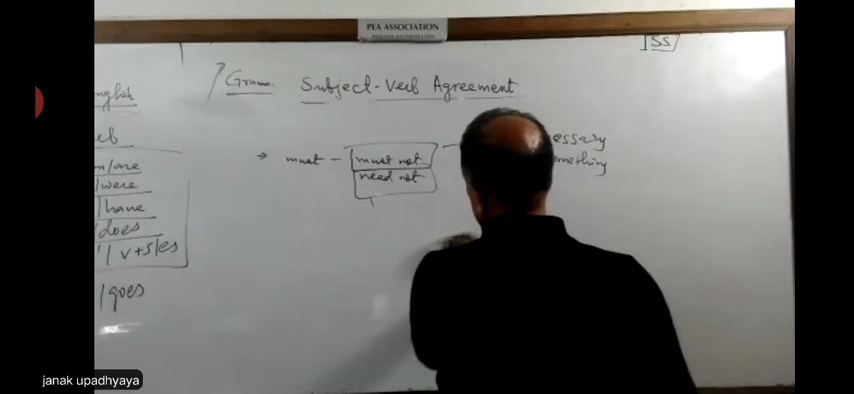 PEA ASSOCIATION
SS
Gram. Subject-Verb Agreement
nglish
eb
m/are
/were
/have
/does
/ v+s/es
/goes
→ must - must not
need not
essary
omething
janak upadhyaya